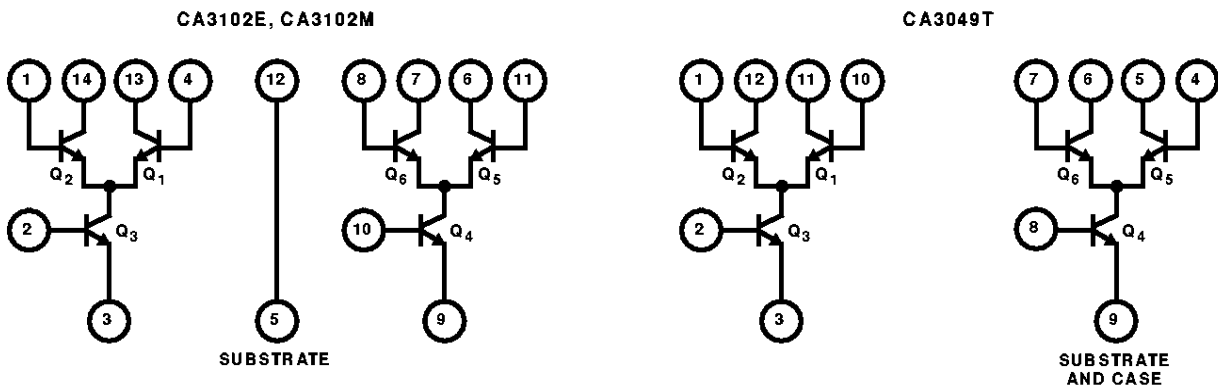 CA3102E, CA3102M
CA3049T
1 14 13 4 12 8 7 6 11
1 12 11 10 7 6 5 4
Q2 Q1 Q6 Q5
Q2 Q1 Q6 Q5
2 Q3 10 Q4
2 Q3 8 Q4
3 5 9
3 9
SUBSTRATE
SUBSTRATE
AND CASE